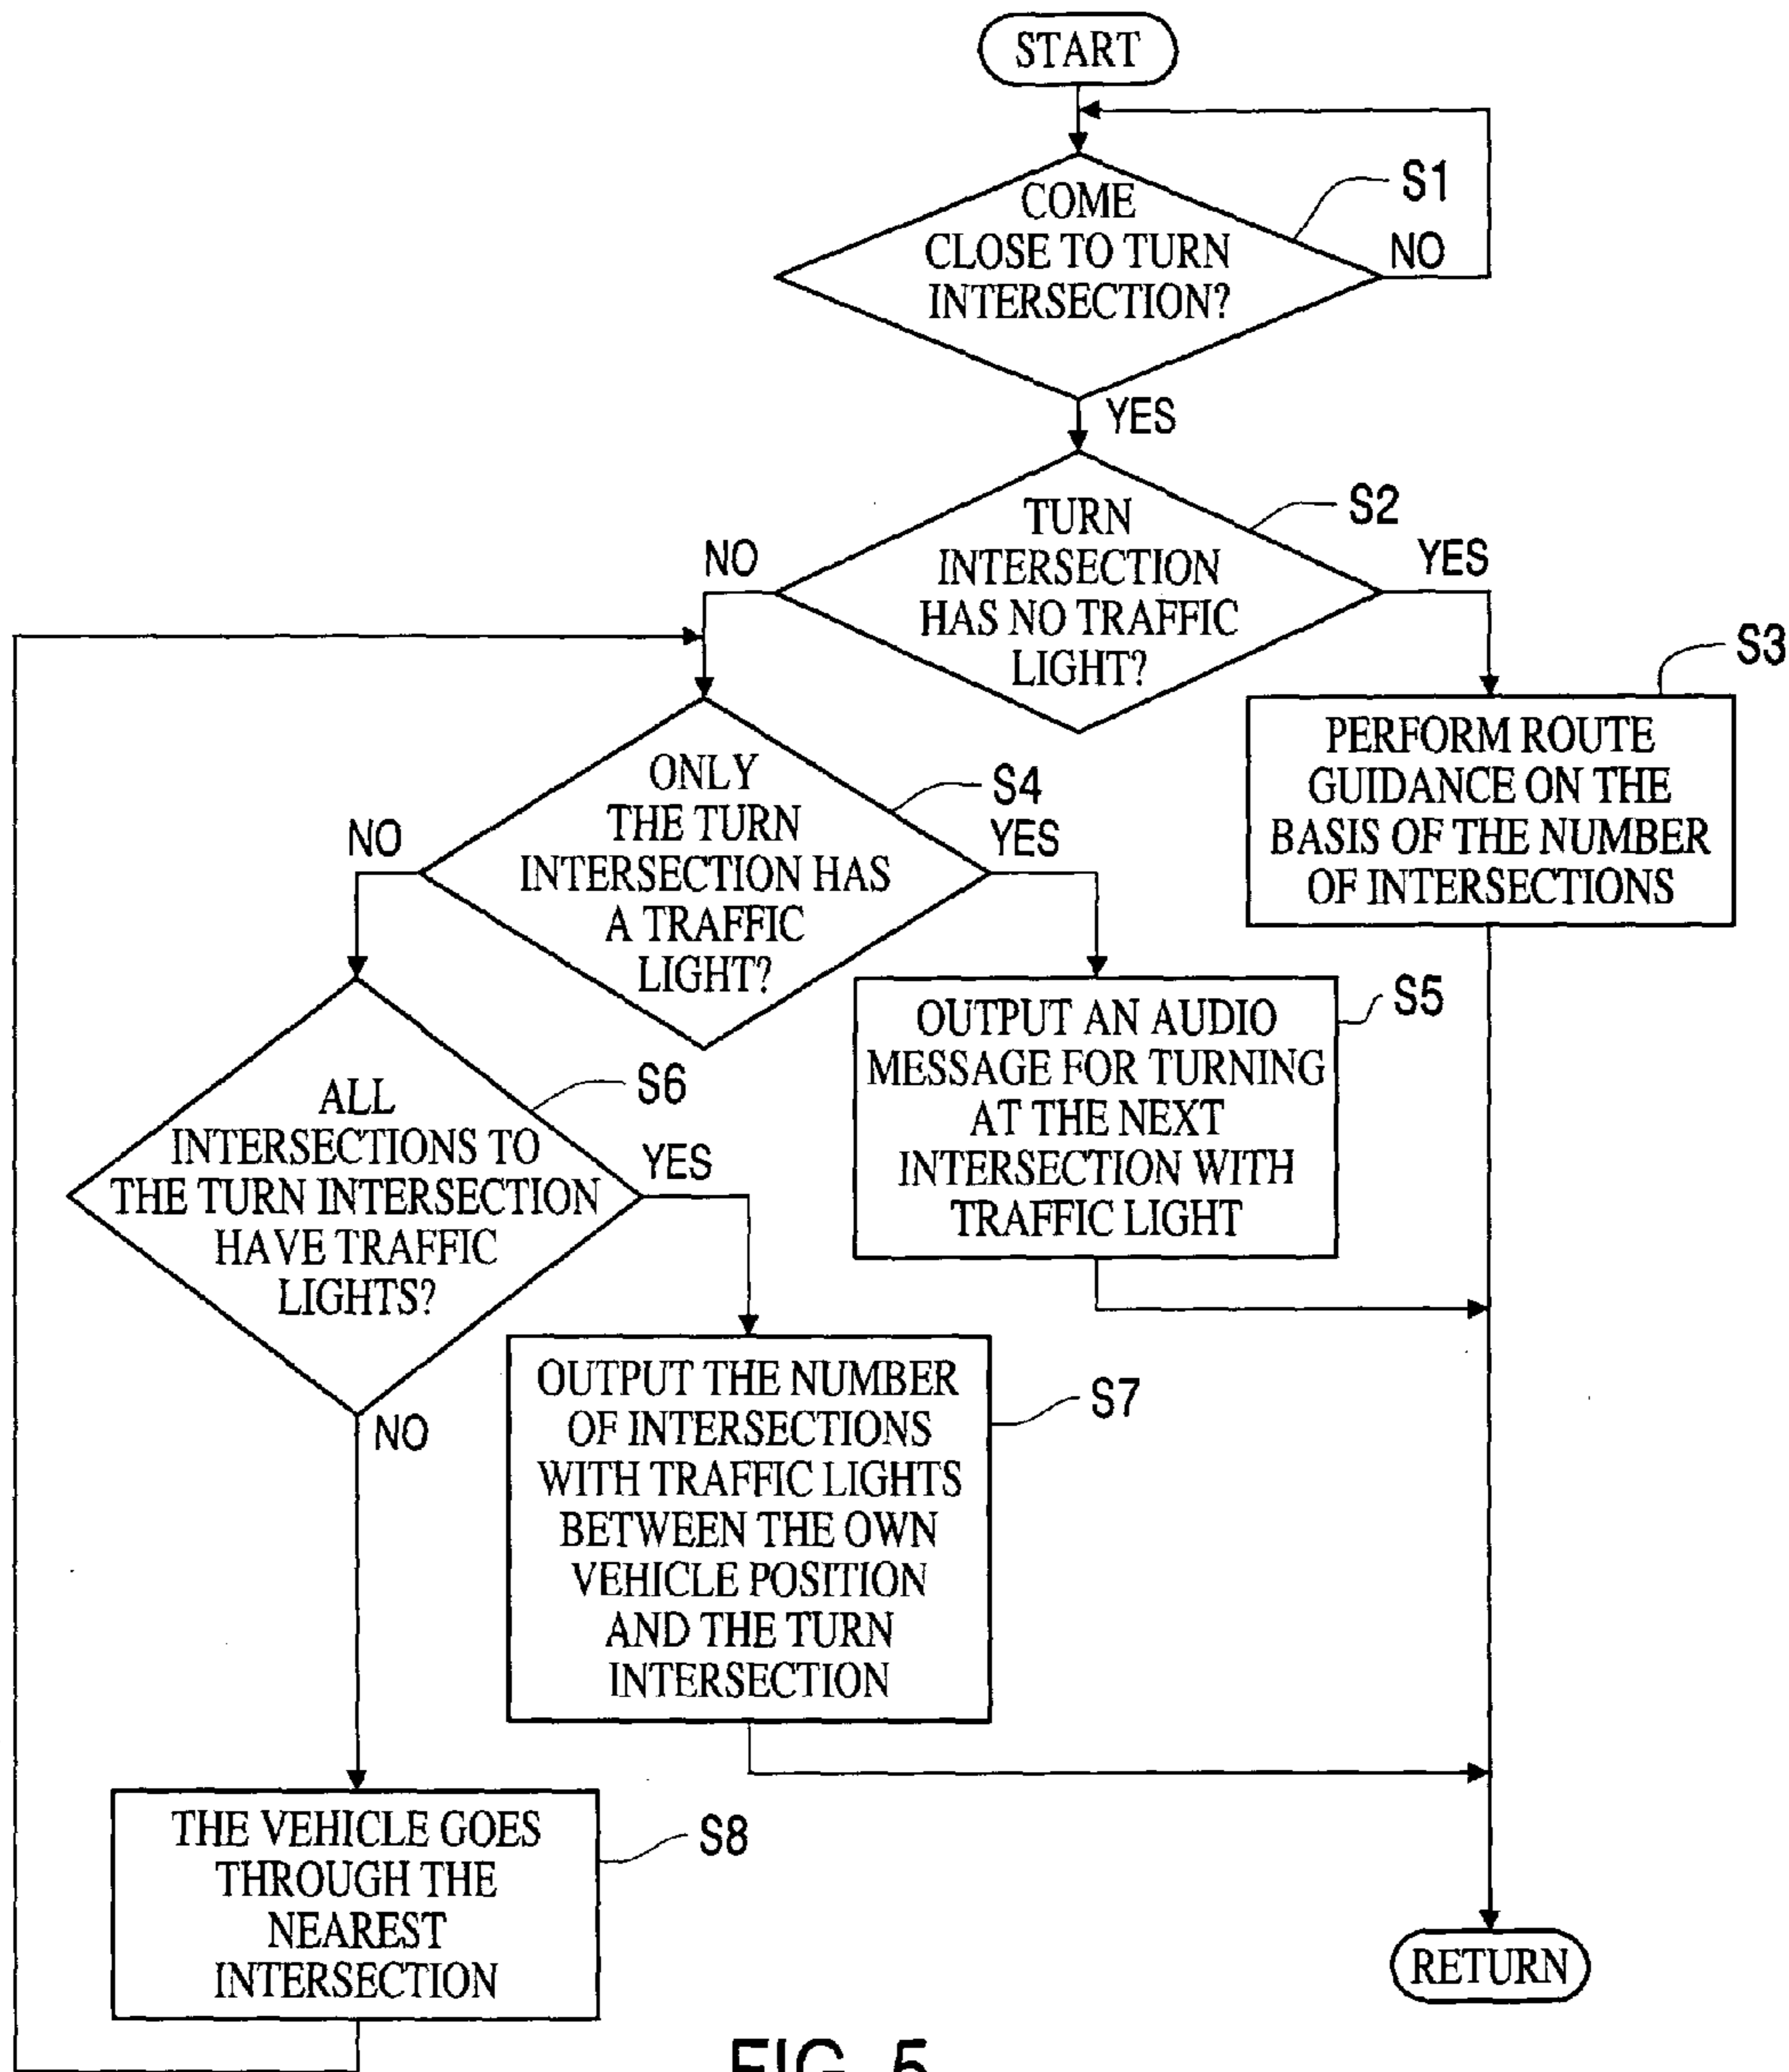 START
COME
CLOSE TO TURN
INTERSECTION?
S1
NO
YES
TURN
INTERSECTION
HAS NO TRAFFIC
LIGHT?
S2
NO
YES
S3
PERFORM ROUTE
GUIDANCE ON THE
BASIS OF THE NUMBER
OF INTERSECTIONS
ONLY
THE TURN
INTERSECTION HAS
A TRAFFIC
LIGHT?
S4
NO
YES
S5
OUTPUT AN AUDIO
MESSAGE FOR TURNING
AT THE NEXT
INTERSECTION WITH
TRAFFIC LIGHT
ALL
INTERSECTIONS TO
THE TURN INTERSECTION
HAVE TRAFFIC
LIGHTS?
S6
YES
NO
OUTPUT THE NUMBER
OF INTERSECTIONS
WITH TRAFFIC LIGHTS
BETWEEN THE OWN
VEHICLE POSITION
AND THE TURN
INTERSECTION
S7
THE VEHICLE GOES
THROUGH THE
NEAREST
INTERSECTION
S8
RETURN
FIG. 5